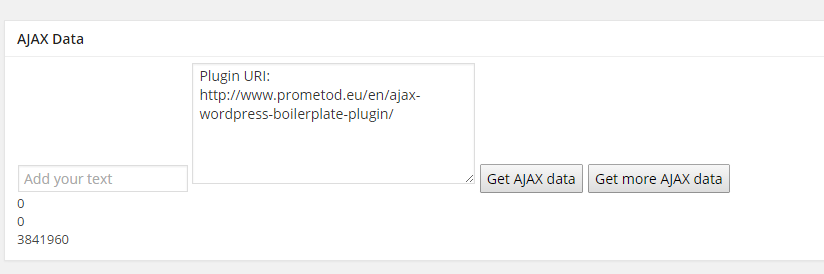 AJAX Data
Plugin URI:
http://www.prometod.eu/en/ajax-
wordpress-boilerplate-plugin/
Add your text
Get AJAX data
Get more AJAX data
0
0
3841960